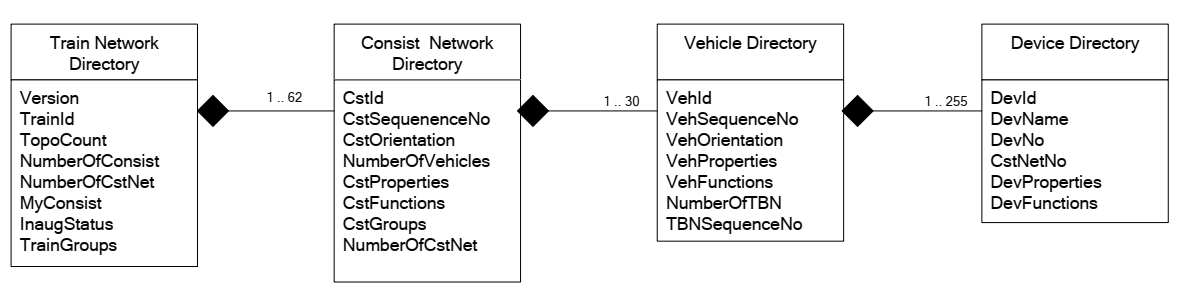 Train Network
Directory
Version
TrainId
TopoCount
NumberOfConsist
NumberOfCstNet
MyConsist
InaugStatus
TrainGroups
1 .. 62
Consist Network
Directory
CstId
CstSequenenceNo
CstOrientation
NumberOfVehicles
CstProperties
CstFunctions
CstGroups
NumberOfCstNet
1 .. 30
Vehicle Directory
VehId
VehSequenceNo
VehOrientation
VehProperties
VehFunctions
NumberOfTBN
TBNSequenceNo
1 .. 255
Device Directory
DevId
DevName
DevNo
CstNetNo
DevProperties
DevFunctions